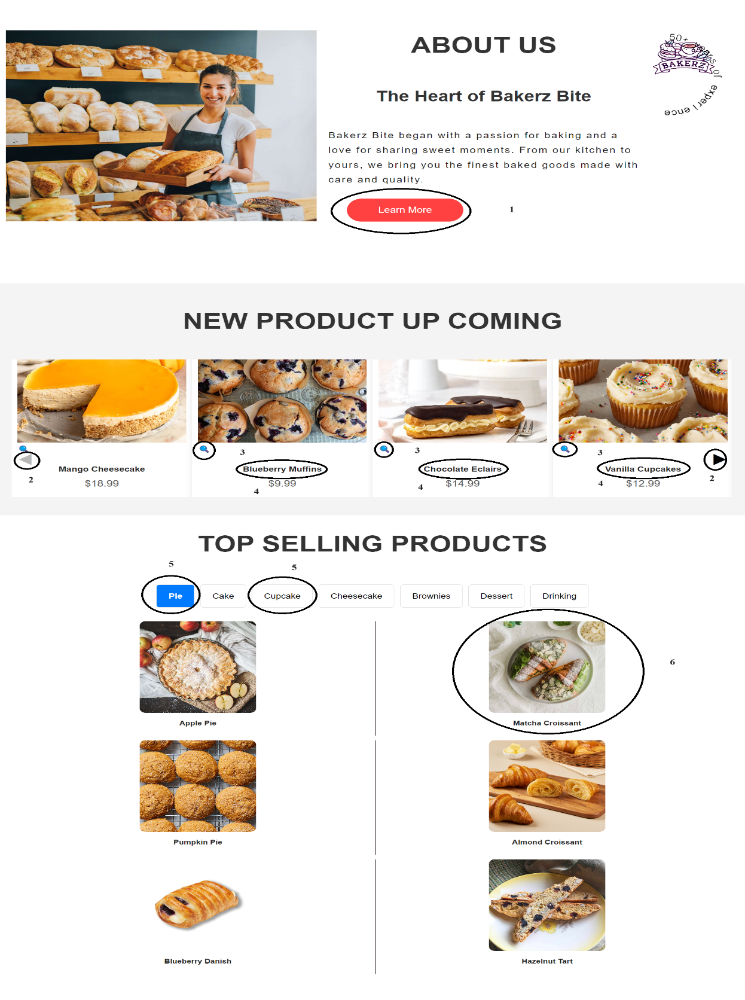 ABOUT US
50+ years of experience
BAKERZ
The Heart of Bakerz Bite
Bakerz Bite began with a passion for baking and a
love for sharing sweet moments. From our kitchen to
yours, we bring you the finest baked goods made with
care and quality.
Learn More
1
NEW PRODUCT UP COMING
3
3
3
2
Mango Cheesecake
Blueberry Muffins
Chocolate Eclairs
Vanilla Cupcakes
2
$18.99
$9.99
$14.99
$12.99
4
4
4
TOP SELLING PRODUCTS
5
5
Pie
Cake
Cupcake
Cheesecake
Brownies
Dessert
Drinking
6
Apple Pie
Matcha Croissant
Pumpkin Pie
Almond Croissant
Blueberry Danish
Hazelnut Tart